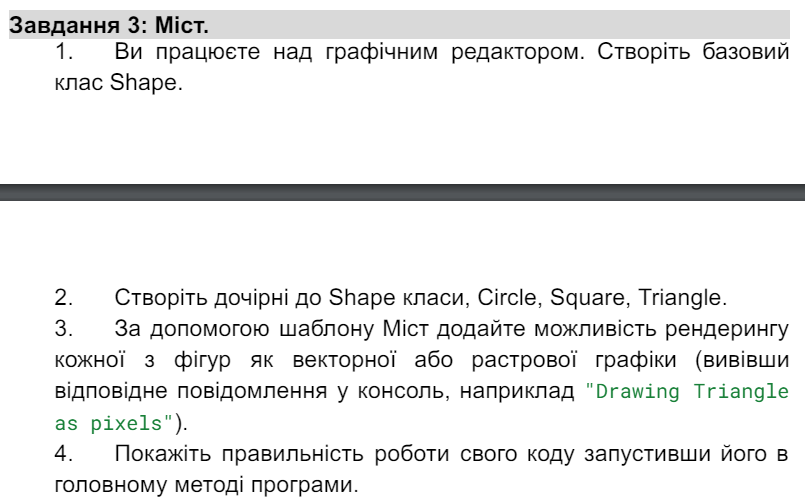 Завдання 3: Міст.
1. Ви працюєте над графічним редактором. Створіть базовий
клас Shape.
2. Створіть дочірні до Shape класи, Circle, Square, Triangle.
3. За допомогою шаблону Міст додайте можливість рендерингу
кожної з фігур як векторної або растрової графіки (вивівши
відповідне повідомлення у консоль, наприклад "Drawing Triangle
as pixels").
4. Покажіть правильність роботи свого коду запустивши його в
головному методі програми.